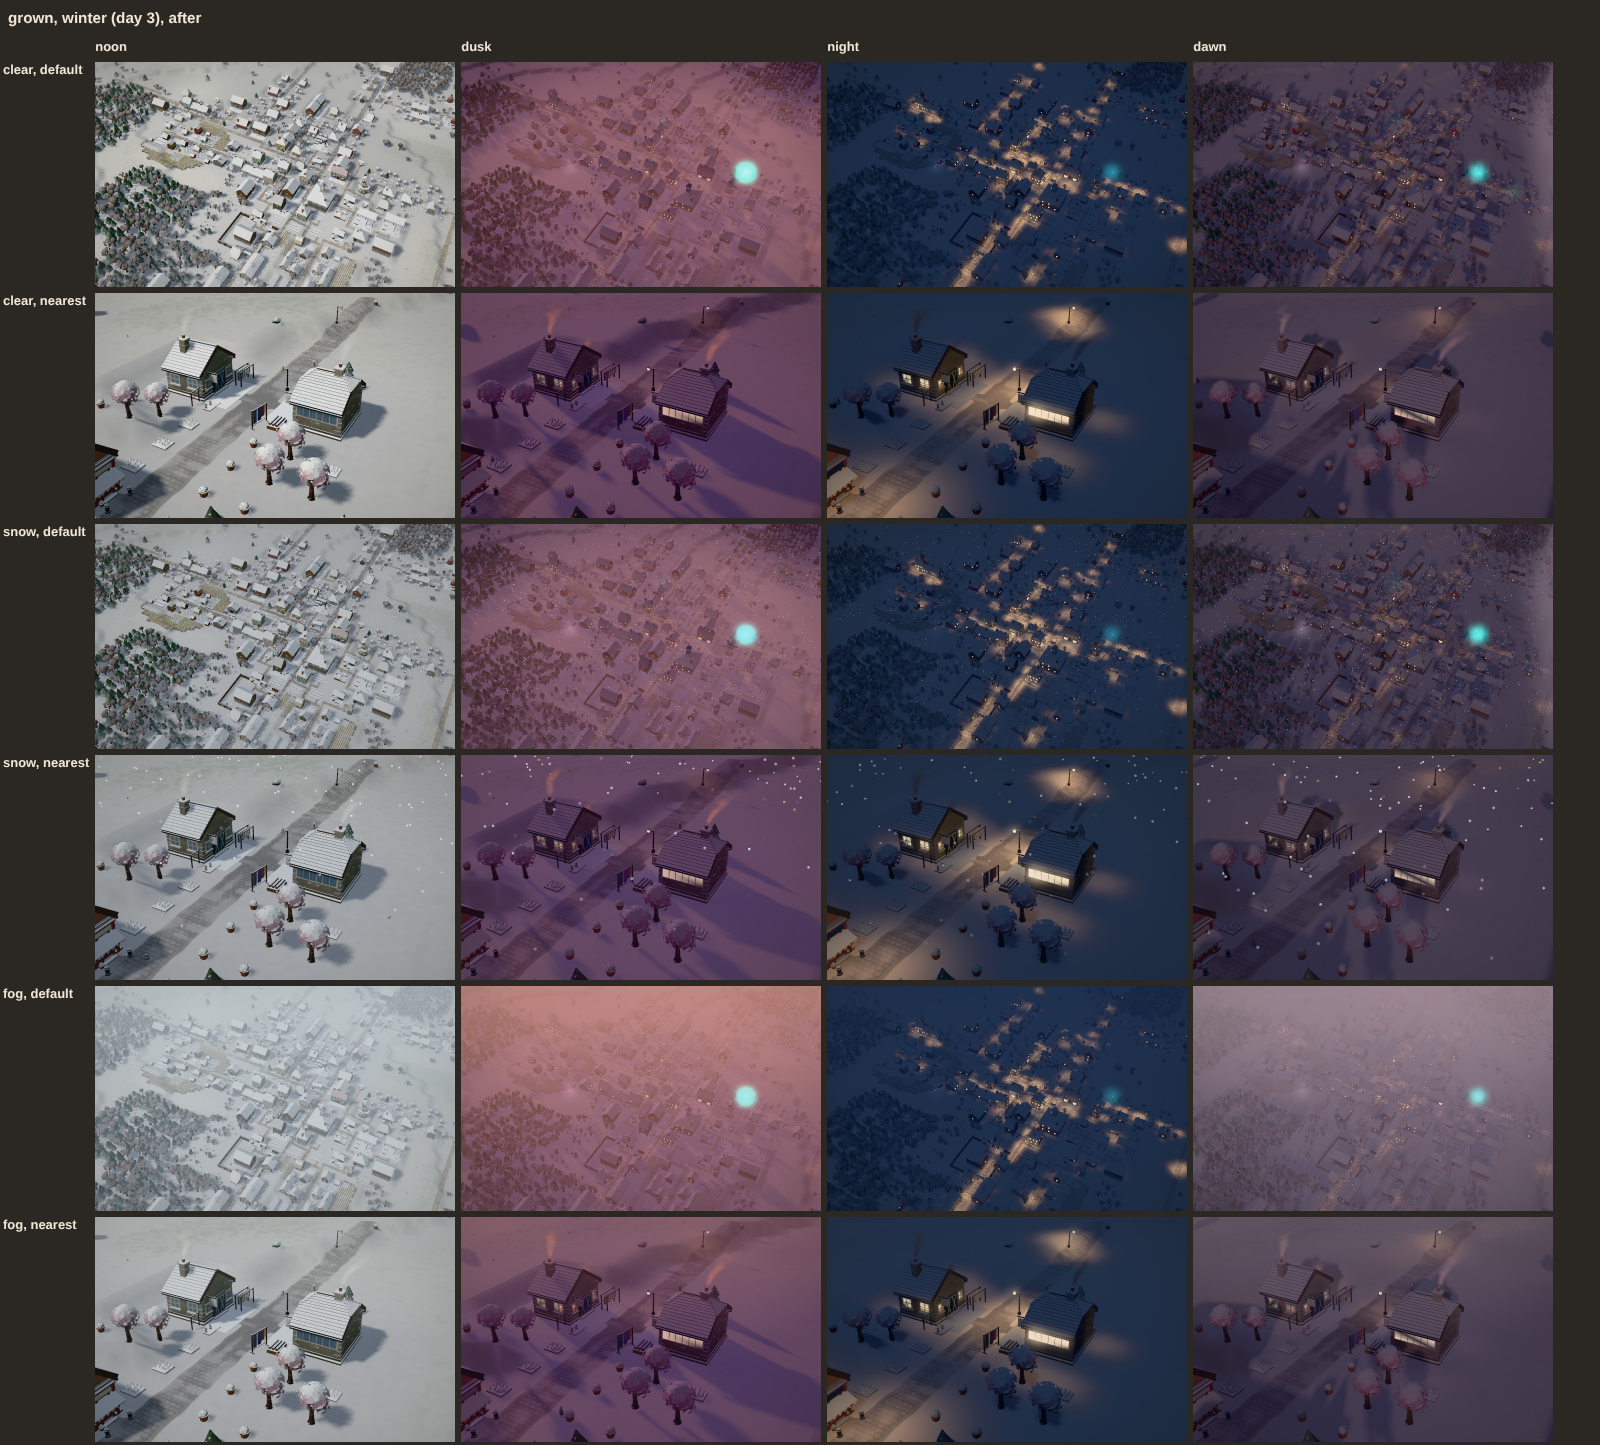 grown, winter (day 3), after
noon dusk night dawn
clear, default
clear, nearest
snow, default
snow, nearest
fog, default
fog, nearest